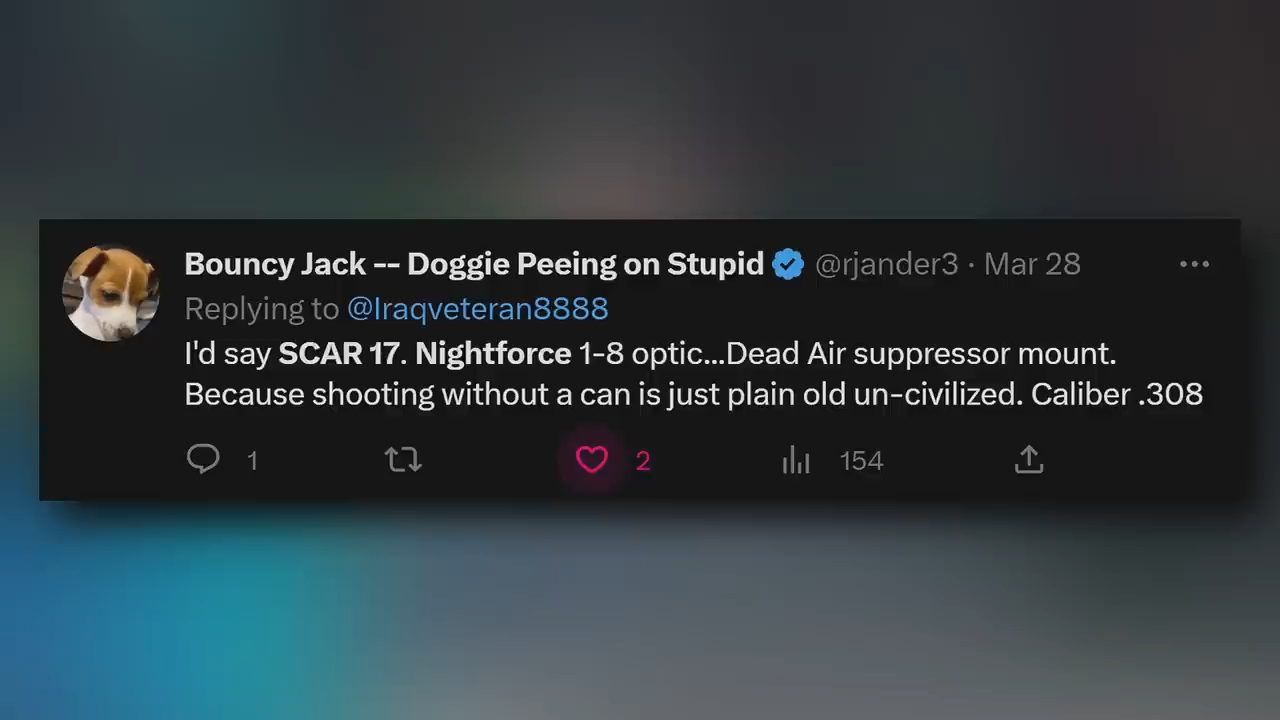 Bouncy Jack -- Doggie Peeing on Stupid @rjander3 · Mar 28
Replying to @Iraqveteran8888
I'd say SCAR 17. Nightforce 1-8 optic...Dead Air suppressor mount.
Because shooting without a can is just plain old un-civilized. Caliber .308
1 2 154